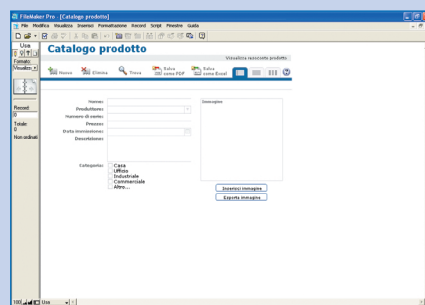 FileMaker Pro - [Catalogo prodotto]
File Modifica Visualizza Inserisci Formattazione Record Script Finestre Guida
Usa
Catalogo prodotto
Visualizza resoconto prodotto
Formato:
Visualizz
Nuovo Elimina Trova Salva come PDF Salva come Excel
Record:
0
Totale:
0
Non ordinati
Nome:
Produttore:
Numero di serie:
Prezzo:
Data immissione:
Descrizione:
Immagine
Categoria:
Casa
Ufficio
Industriale
Commerciale
Altro...
Inserisci immagine
Esporta immagine
100 Usa